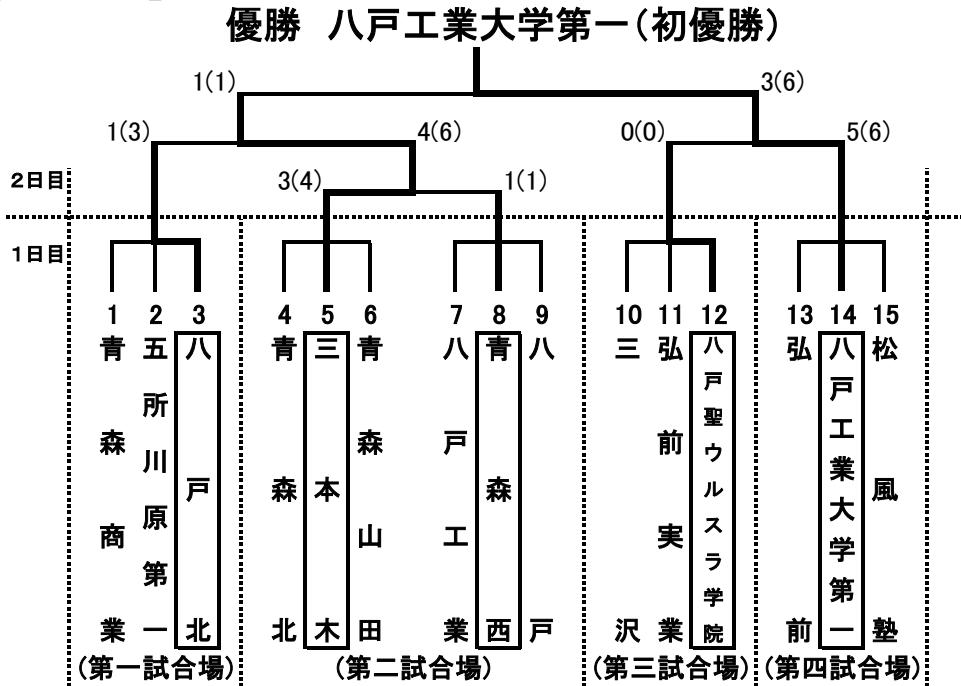 優勝 八戸工業大学第一(初優勝)
1(1)
3(6)
1(3)
4(6)
0(0)
5(6)
2日目
3(4)
1(1)
1日目
1
2
3
4
5
6
7
8
9
10
11
12
13
14
15
青森商業
五所川原第一
八戸北
青森北
三本木
青森山田
八戸工業
青森西
八戸
三沢
弘前実業
八戸聖ウルスラ学院
弘前
八戸工業大学第一
松風塾
(第一試合場)
(第二試合場)
(第三試合場)
(第四試合場)